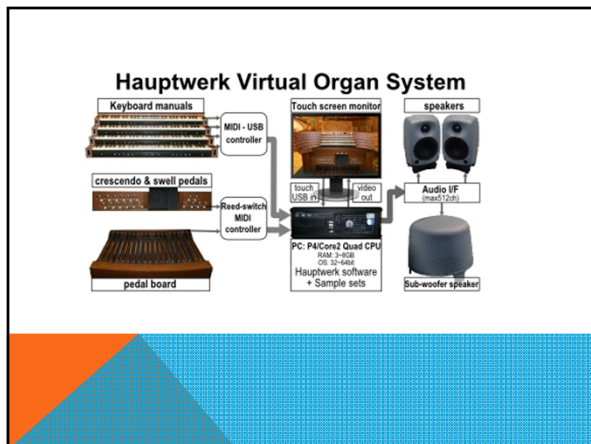 Hauptwerk Virtual Organ System
Keyboard manuals
MIDI - USB
controller
crescendo & swell pedals
Reed-switch
MIDI
controller
pedal board
Touch screen monitor
touch
USB in
video
out
PC: P4/Core2 Quad CPU
RAM: 3~8GB
OS: 32~64bit
Hauptwerk software
+ Sample sets
speakers
Audio I/F
(max512ch)
Sub-woofer speaker